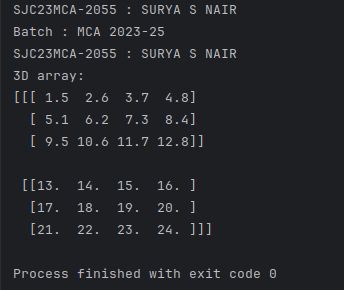 SJC23MCA-2055 : SURYA S NAIR
Batch : MCA 2023-25
SJC23MCA-2055 : SURYA S NAIR
3D array:
[[[ 1.5  2.6  3.7  4.8]
  [ 5.1  6.2  7.3  8.4]
  [ 9.5 10.6 11.7 12.8]]

 [[13.  14.  15.  16. ]
  [17.  18.  19.  20. ]
  [21.  22.  23.  24. ]]]

Process finished with exit code 0